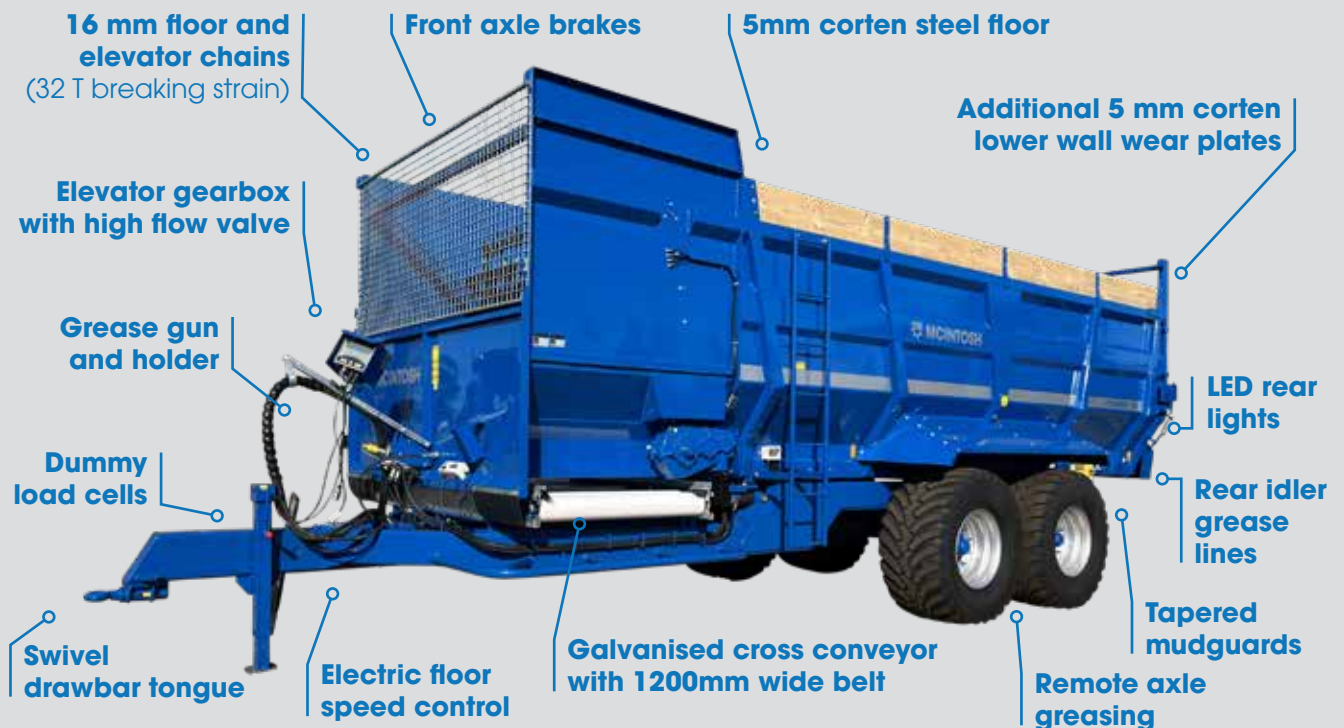 16 mm floor and
elevator chains
(32 T breaking strain)
Front axle brakes
5mm corten steel floor
Additional 5 mm corten
lower wall wear plates
Elevator gearbox
with high flow valve
Grease gun
and holder
MCINTOSH
MCINTOSH
LED rear
lights
Dummy
load cells
Rear idler
grease
lines
Tapered
mudguards
Swivel
drawbar tongue
Electric floor
speed control
Galvanised cross conveyor
with 1200mm wide belt
Remote axle
greasing